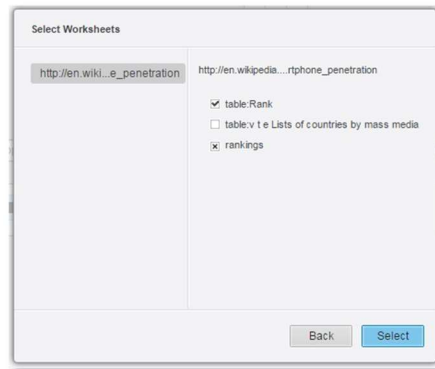 Select Worksheets
http://en.wiki...e_penetration
http://en.wikipedia....rtphone_penetration
table:Rank
table:v t e Lists of countries by mass media
rankings
Back
Select